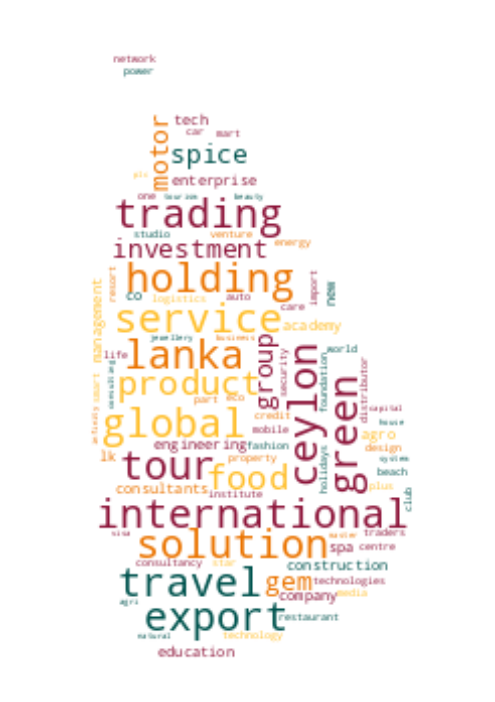 network
power
motor
tech
car mart
spice
plc
enterprise
one tourism beauty
trading
studio venture
investment energy
resort
holding
import
new
co logistics auto
management
care
service academy
jewellery business
group
ceylon
world
life lanka
security
foundation
distributor
consultant
product
green
part eco
capital
infinity court
global
credit
house
mobile
agro
engineering fashion
design
lk tour
property
system
food
holidays
beach
consultants
plus
institute
club
international
visa
master traders
solution spa centre
consultancy star
construction
travel gem technologies
company media
agri
export restaurant
natural technology
education